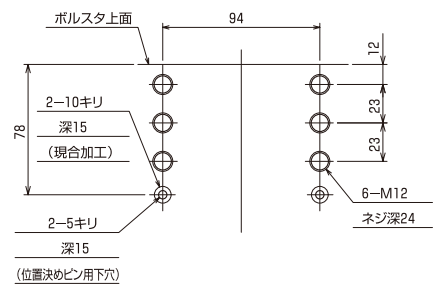 ボルスタ上面
94
12
2−10キリ
深15
（現合加工）
78
23
23
6−M12
ネジ深24
2−5キリ
深15
（位置決めピン用下穴）